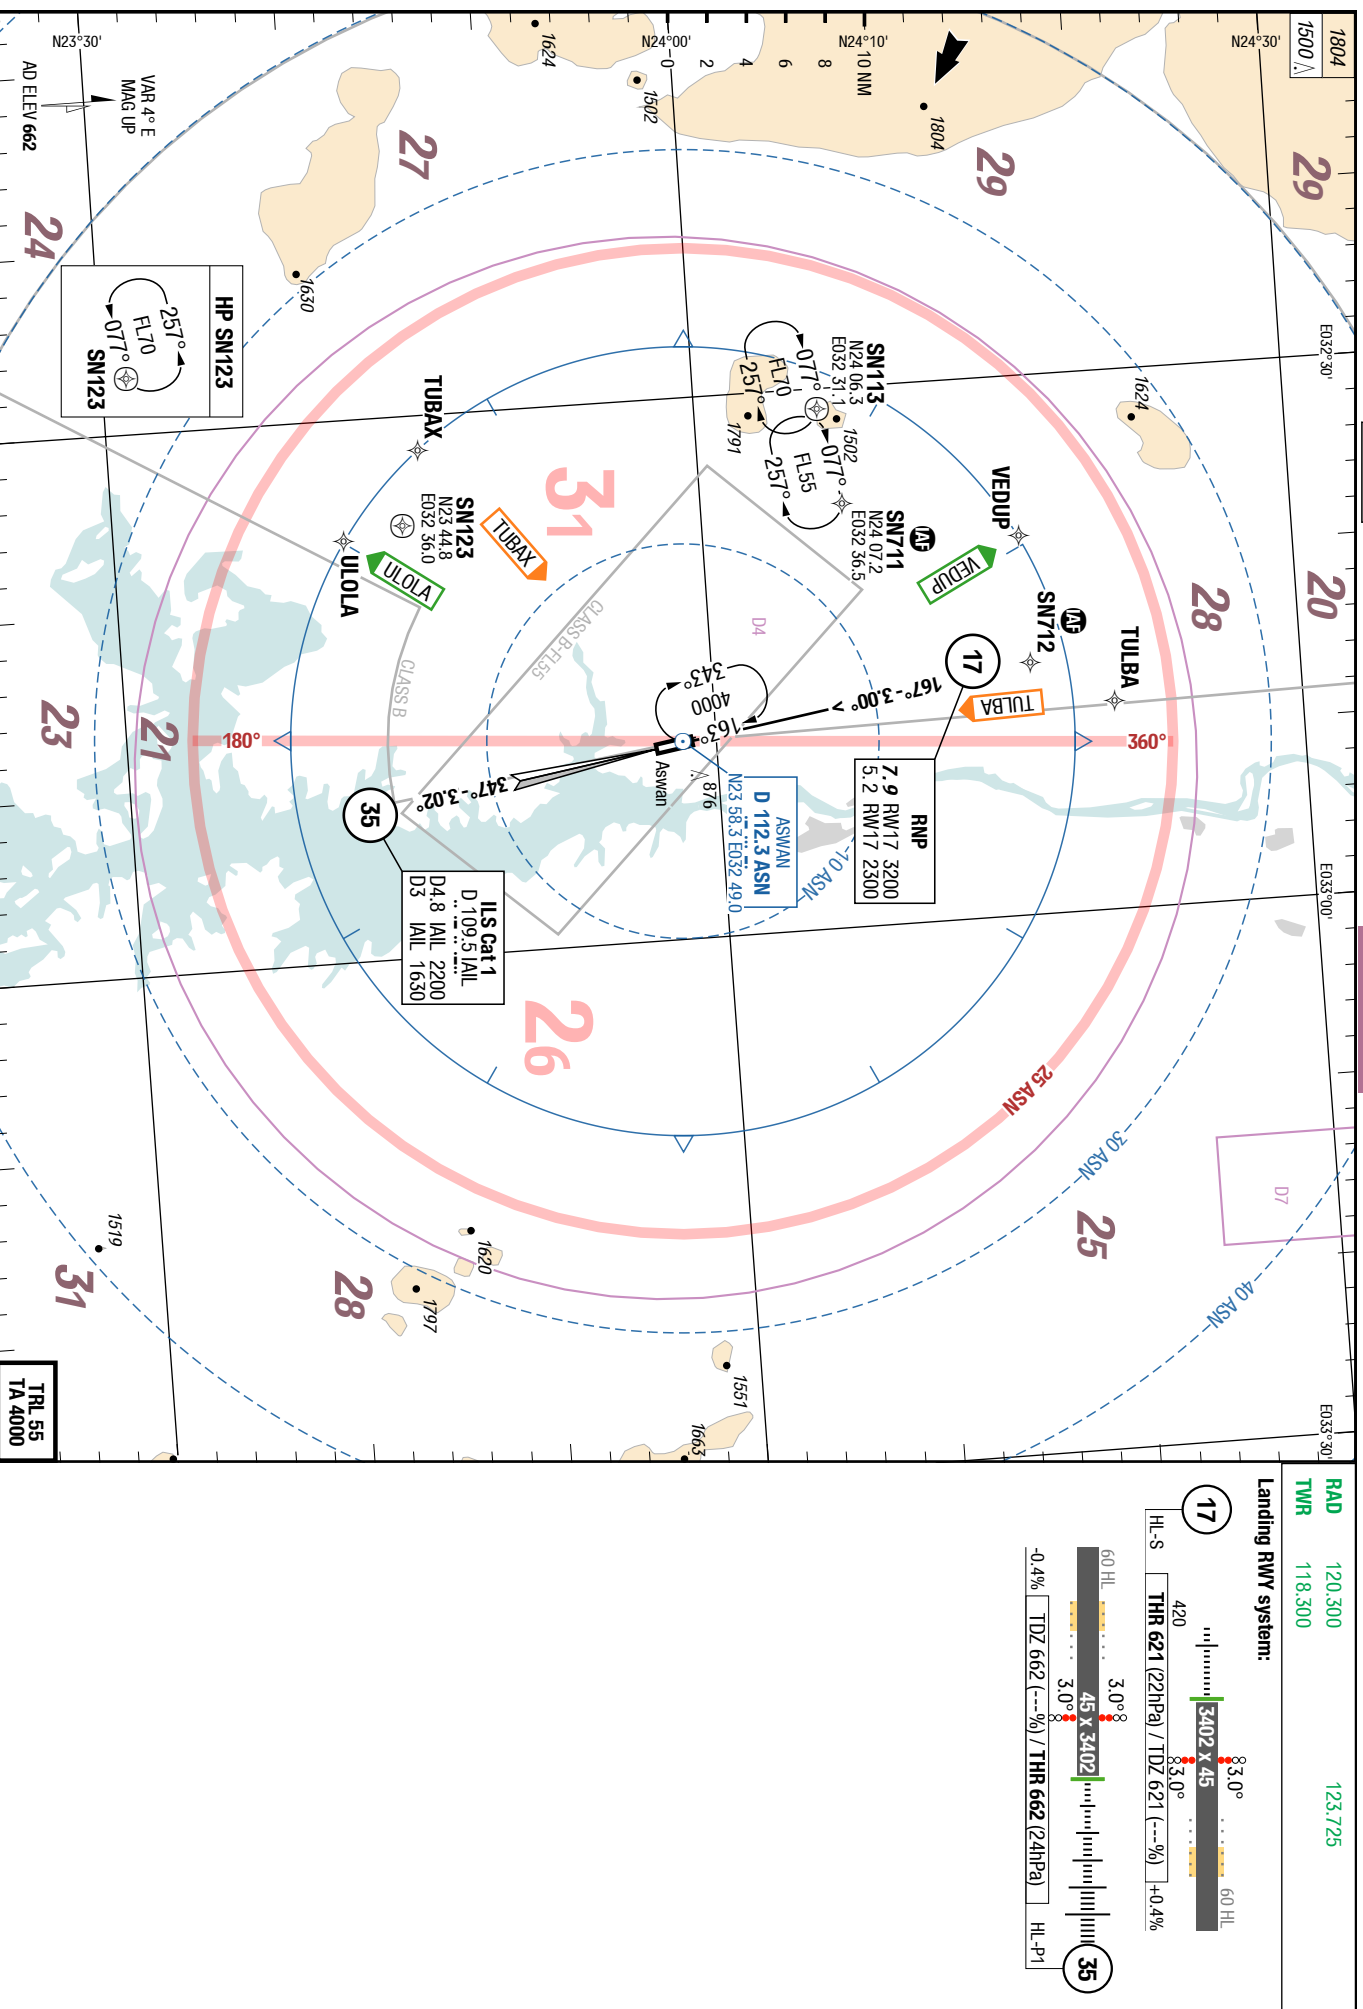 1804
1500
N24°30'
N24°10'
N24°00'
N23°30'
10 NM
8
6
4
2
0
VAR 4° E
MAG UP
AD ELEV 662
1624
1502
1804
29
29
27
24
1630
E032°30'
HP SN123
257°
FL70
077°
SN123
SN113
N24 06.3
E032 31.1
077°
FL70
257°
1791
1502
077°
FL55
257°
1624
TUBAX
31
VEDUP
IAF
SN711
N24 07.2
E032 36.5
VEDUP
SN123
N23 44.8
E032 36.0
TUBAX
ULOLA
ULOLA
CLASS B-FL55
CLASS B
D4
20
28
IAF
SN712
TULBA
17
TULBA
167°-3.00°
343°
4000
163°
23
21
180°
360°
Aswan
876
ASWAN
D 112.3 ASN
N23 58.3 E032 49.0
RNP
7.9 RW17 3200
5.2 RW17 2300
347°-3.02°
35
ILS Cat 1
D 109.5 IAIL
D4.8 IAIL 2200
D3 IAIL 1630
10 ASN
E033°00'
26
25 ASN
30 ASN
D7
25
40 ASN
1519
31
1620
28
1797
1551
1663
E033°30'
TRL 55
TA 4000
RAD 120.300 123.725
TWR 118.300
Landing RWY system:
17
HL-S
420
3402 x 45
3.0°
3.0°
60 HL
THR 621 (22hPa) / TDZ 621 (---%)
+0.4%
60 HL
3.0°
3.0°
45 x 3402
-0.4%
TDZ 662 (---%) / THR 662 (24hPa)
HL-P1
35